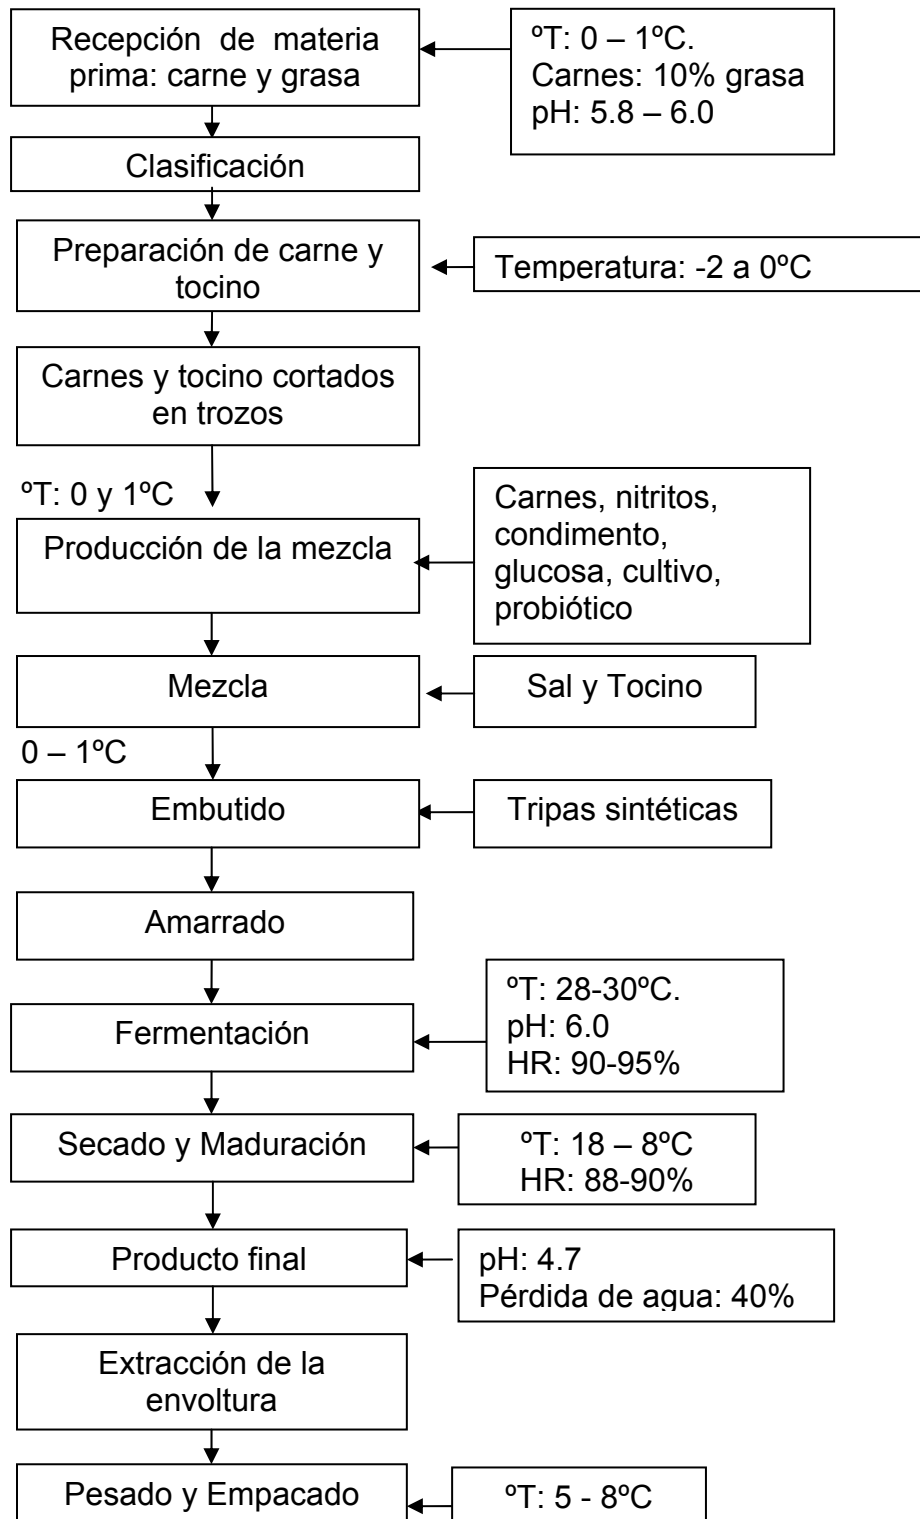 Recepción de materia
prima: carne y grasa
ºT: 0 – 1ºC.
Carnes: 10% grasa
pH: 5.8 – 6.0
Clasificación
Preparación de carne y
tocino
Temperatura: -2 a 0ºC
Carnes y tocino cortados
en trozos
ºT: 0 y 1ºC
Producción de la mezcla
Carnes, nitritos,
condimento,
glucosa, cultivo,
probiótico
Mezcla
Sal y Tocino
0 – 1ºC
Embutido
Tripas sintéticas
Amarrado
Fermentación
ºT: 28-30ºC.
pH: 6.0
HR: 90-95%
Secado y Maduración
ºT: 18 – 8ºC
HR: 88-90%
Producto final
pH: 4.7
Pérdida de agua: 40%
Extracción de la
envoltura
Pesado y Empacado
ºT: 5 - 8ºC